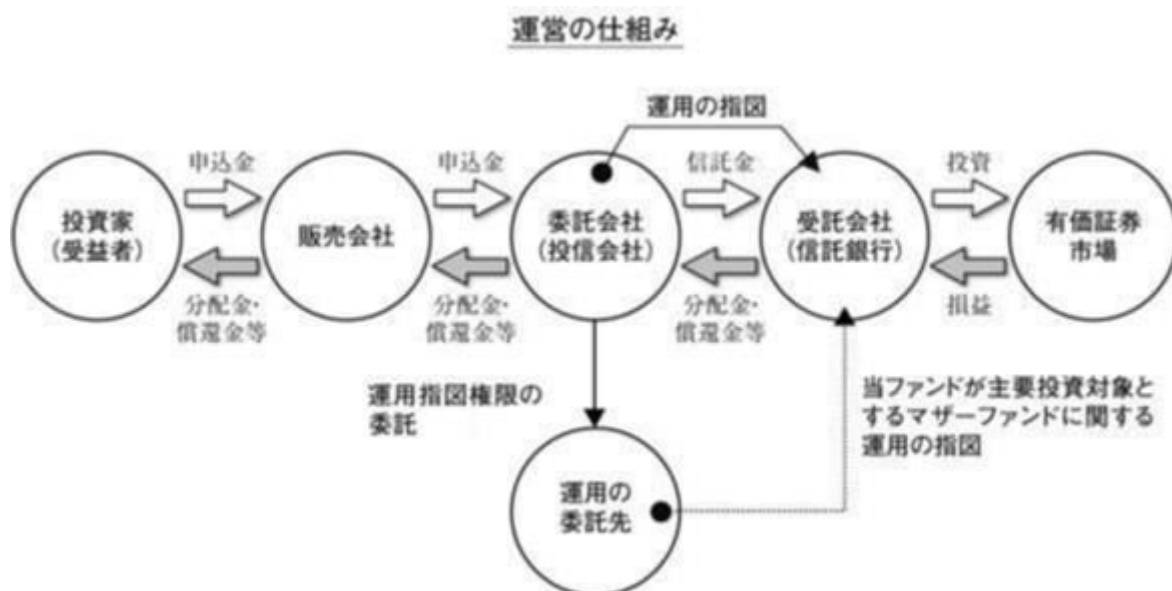 運営の仕組み
運用の指図
申込金
申込金
信託金
投資
投資家
(受益者)
販売会社
委託会社
(投信会社)
受託会社
(信託銀行)
有価証券
市場
分配金・
償還金等
分配金・
償還金等
分配金・
償還金等
損益
運用指図権限の
委託
当ファンドが主要投資対象と
するマザーファンドに関する
運用の指図
運用の
委託先